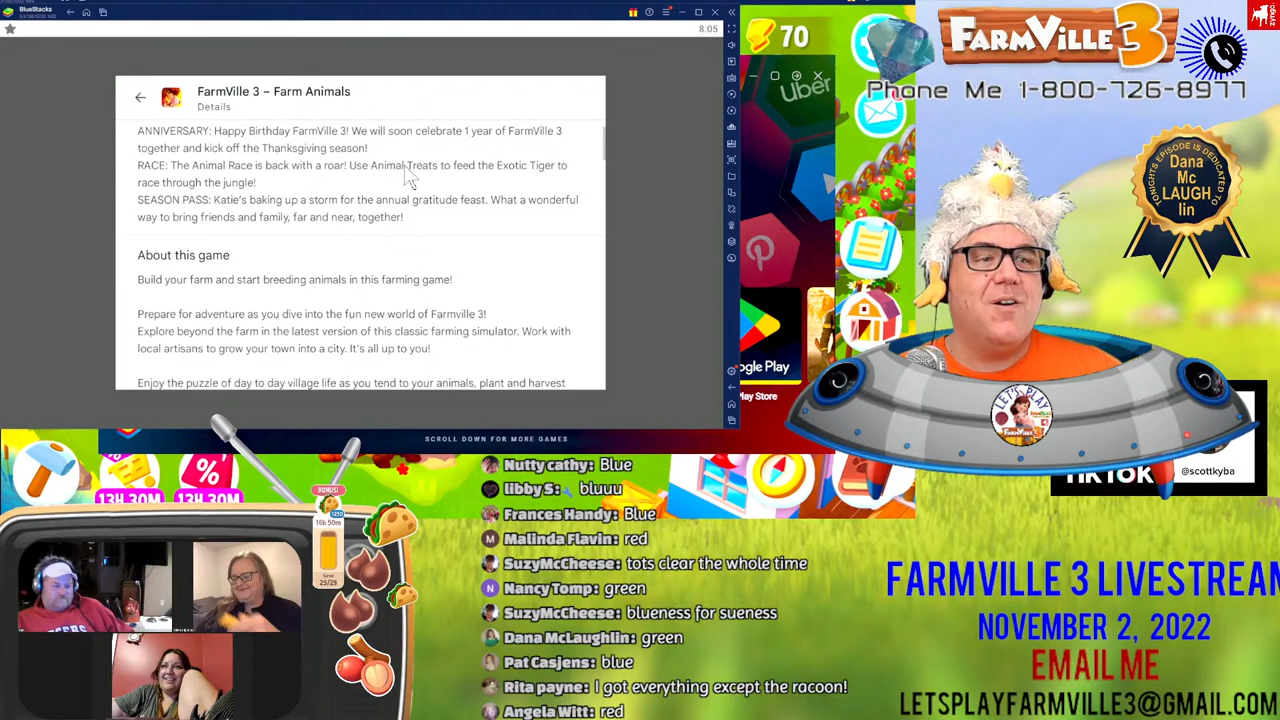 BlueStacks
8:05
FarmVille 3 – Farm Animals
Details
ANNIVERSARY: Happy Birthday FarmVille 3! We will soon celebrate 1 year of FarmVille 3
together and kick off the Thanksgiving season!
RACE: The Animal Race is back with a roar! Use Animal Treats to feed the Exotic Tiger to
race through the jungle!
SEASON PASS: Katie's baking up a storm for the annual gratitude feast. What a wonderful
way to bring friends and family, far and near, together!
About this game
Build your farm and start breeding animals in this farming game!
Prepare for adventure as you dive into the fun new world of Farmville 3!
Explore beyond the farm in the latest version of this classic farming simulator. Work with
local artisans to grow your town into a city. It's all up to you!
Enjoy the puzzle of day to day village life as you tend to your animals, plant and harvest
SCROLL DOWN FOR MORE GAMES
70
Uber
ogle Play
Play Store
FARMVILLE 3
zynga
Phone Me 1-800-726-8977
TONIGHTS EPISODE IS DEDICATED
Dana
Mc
LAUGH
lin
LET'S PLAY
FARMVILLE 3
TIKTOK
@scottkyba
13H 30M
13H 30M
BONUS!
16h 50m
25/29
Nutty cathy: Blue
libby S: bluuu
Frances Handy: Blue
Malinda Flavin: red
SuzyMcCheese: tots clear the whole time
Nancy Tomp: green
SuzyMcCheese: blueness for sueness
Dana McLaughlin: green
Pat Casjens: blue
Rita payne: I got everything except the racoon!
Angela Witt: red
FARMVILLE 3 LIVESTREAM
NOVEMBER 2, 2022
EMAIL ME
LETSPLAYFARMVILLE3@GMAIL.COM